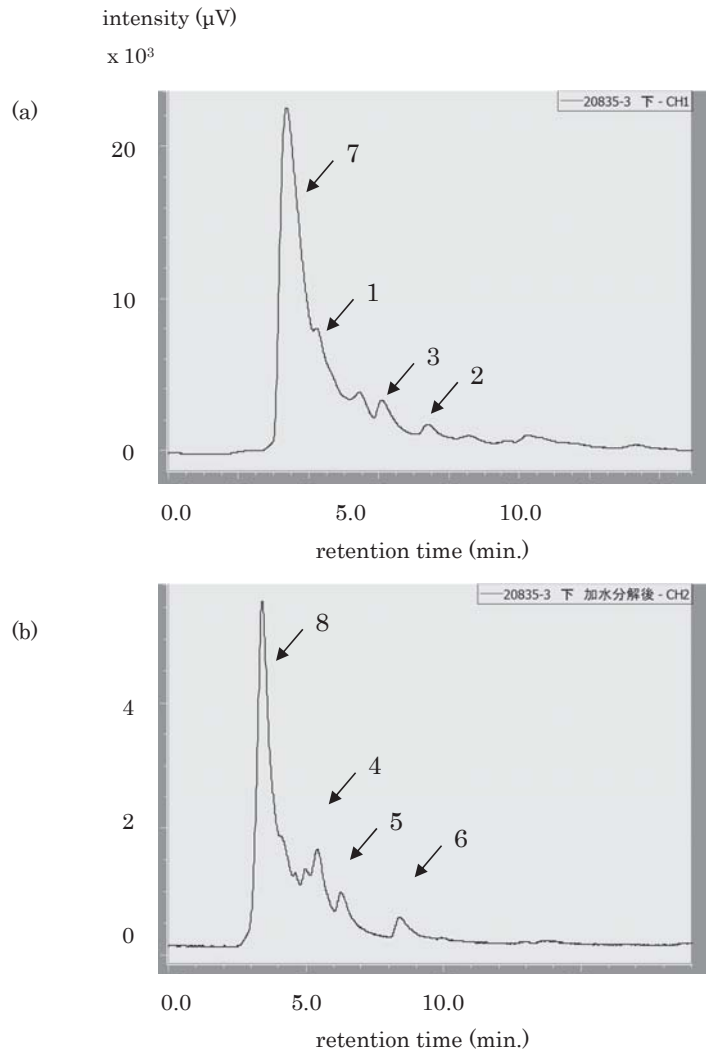 intensity (μV)
x 10³
(a)
20835-3 下 - CH1
20
7
10
1
3
2
0
0.0 5.0 10.0
retention time (min.)
(b)
20835-3 下 加水分解後 - CH2
8
4
4
5
2
6
0
0.0 5.0 10.0
retention time (min.)